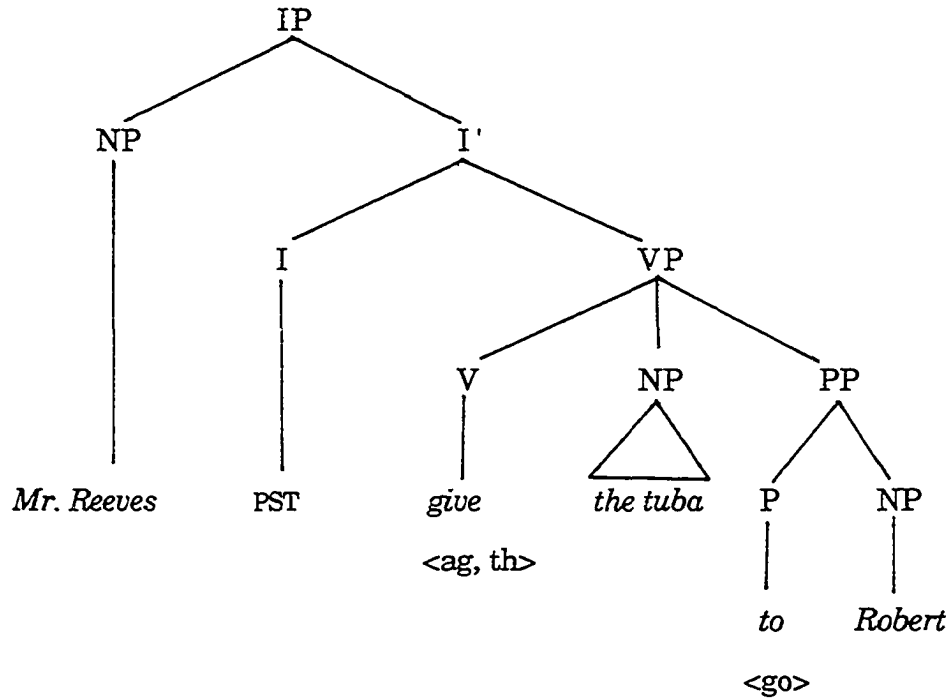 IP
NP I'
I VP
V NP PP
Mr. Reeves PST give the tuba P NP
<ag, th>
to Robert
<go>